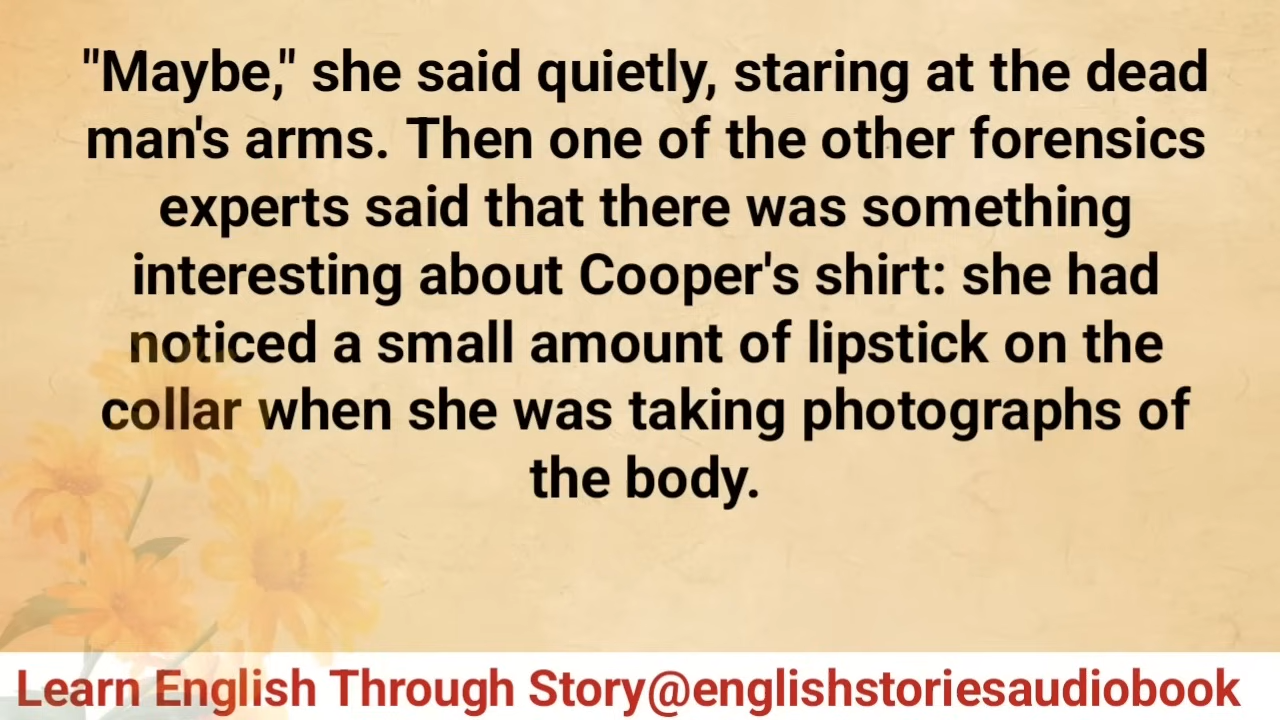 "Maybe," she said quietly, staring at the dead
man's arms. Then one of the other forensics
experts said that there was something
interesting about Cooper's shirt: she had
noticed a small amount of lipstick on the
collar when she was taking photographs of
the body.
Learn English Through Story@englishstoriesaudiobook